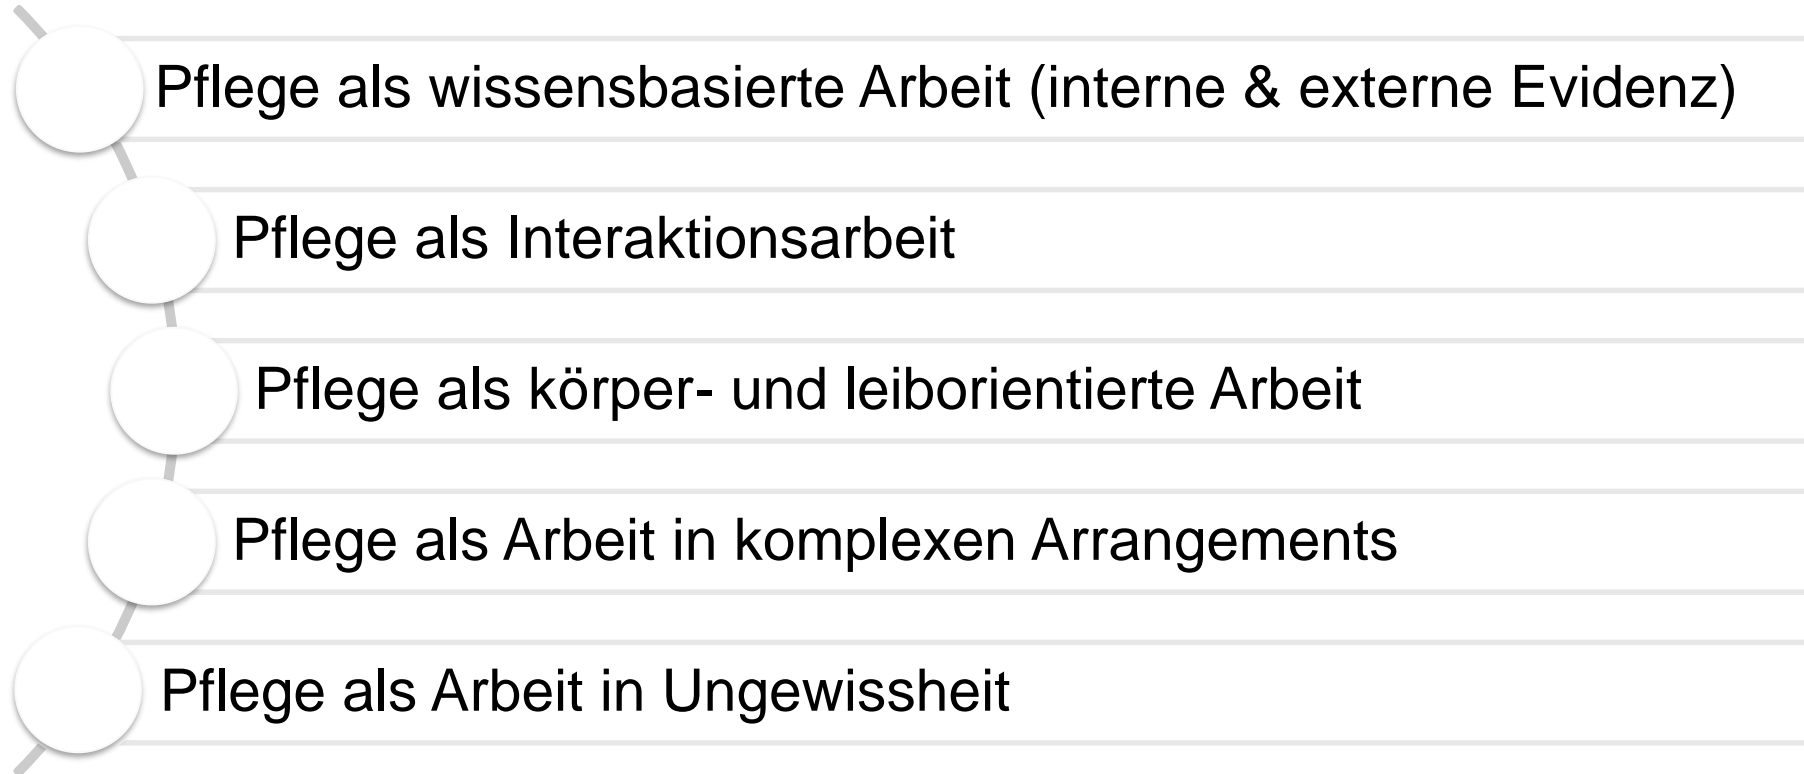 Pflege als wissensbasierte Arbeit (interne & externe Evidenz)
Pflege als Interaktionsarbeit
Pflege als körper- und leiborientierte Arbeit
Pflege als Arbeit in komplexen Arrangements
Pflege als Arbeit in Ungewissheit